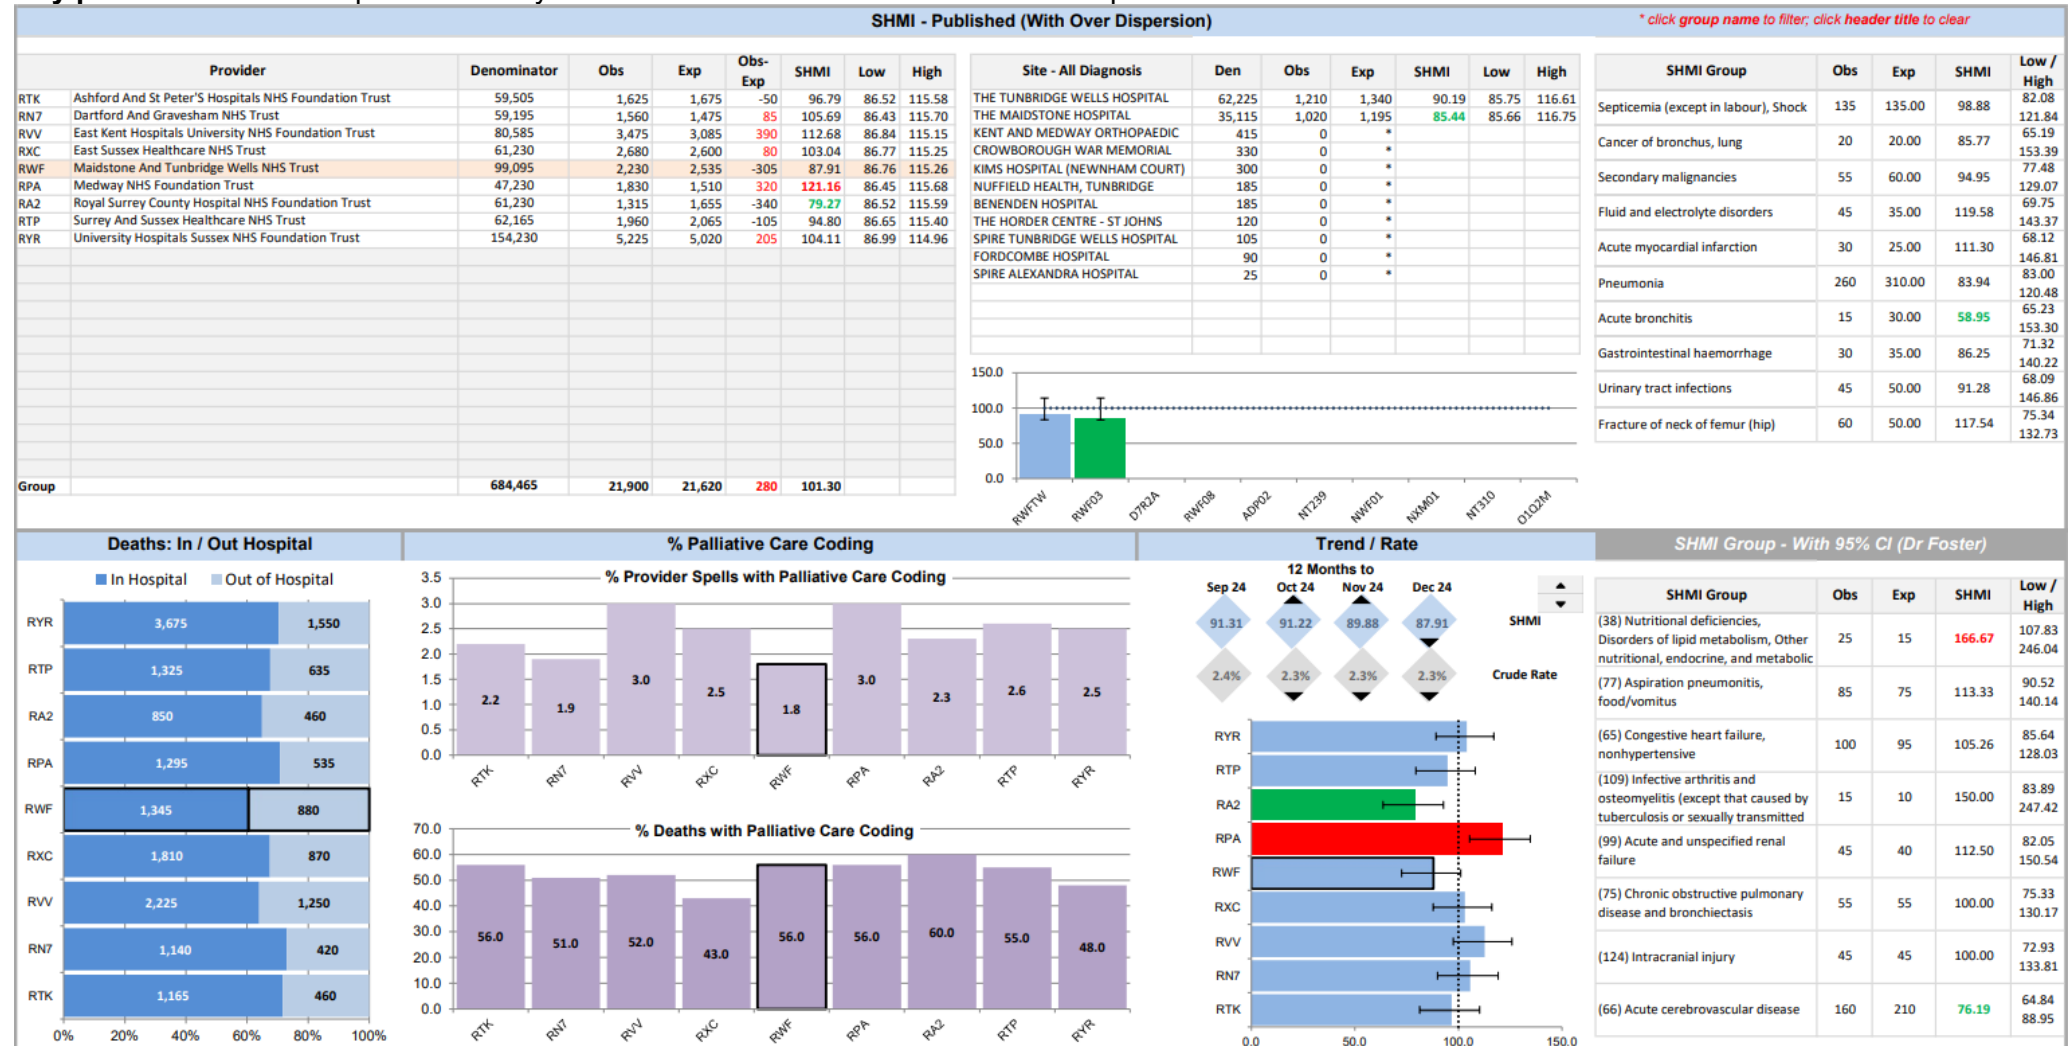 SHMI - Published (With Over Dispersion)
* click group name to filter; click header title to clear
Provider Denominator Obs Exp Obs-Exp SHMI Low High
RTK Ashford And St Peter'S Hospitals NHS Foundation Trust 59,505 1,625 1,675 -50 96.79 86.52 115.58
RN7 Dartford And Gravesham NHS Trust 59,195 1,560 1,475 85 105.69 86.43 115.70
RVV East Kent Hospitals University NHS Foundation Trust 80,585 3,475 3,085 390 112.68 86.84 115.15
RXC East Sussex Healthcare NHS Trust 61,230 2,680 2,600 80 103.04 86.77 115.25
RWF Maidstone And Tunbridge Wells NHS Trust 99,095 2,230 2,535 -305 87.91 86.76 115.26
RPA Medway NHS Foundation Trust 47,230 1,830 1,510 320 121.16 86.45 115.68
RA2 Royal Surrey County Hospital NHS Foundation Trust 61,230 1,315 1,655 -340 79.27 86.52 115.59
RTP Surrey And Sussex Healthcare NHS Trust 62,165 1,960 2,065 -105 94.80 86.65 115.40
RYR University Hospitals Sussex NHS Foundation Trust 154,230 5,225 5,020 205 104.11 86.99 114.96
Group 684,465 21,900 21,620 280 101.30
Site - All Diagnosis Den Obs Exp SHMI Low High
THE TUNBRIDGE WELLS HOSPITAL 62,225 1,210 1,340 90.19 85.75 116.61
THE MAIDSTONE HOSPITAL 35,115 1,020 1,195 85.44 85.66 116.75
KENT AND MEDWAY ORTHOPAEDIC 415 0 *
CROWBOROUGH WAR MEMORIAL 330 0 *
KIMS HOSPITAL (NEWNHAM COURT) 300 0 *
NUFFIELD HEALTH, TUNBRIDGE 185 0 *
BENENDEN HOSPITAL 185 0 *
THE HORDER CENTRE - ST JOHNS 120 0 *
SPIRE TUNBRIDGE WELLS HOSPITAL 105 0 *
FORDCOMBE HOSPITAL 90 0 *
SPIRE ALEXANDRA HOSPITAL 25 0 *
150.0
100.0
50.0
0.0
RWFTW RWF03 D7R2A RWF08 ADP02 NT239 NWF01 NXM01 NT310 O1Q2M
SHMI Group Obs Exp SHMI Low / High
Septicemia (except in labour), Shock 135 135.00 98.88 82.08 121.84
Cancer of bronchus, lung 20 20.00 85.77 65.19 153.39
Secondary malignancies 55 60.00 94.95 77.48 129.07
Fluid and electrolyte disorders 45 35.00 119.58 69.75 143.37
Acute myocardial infarction 30 25.00 111.30 68.12 146.81
Pneumonia 260 310.00 83.94 83.00 120.48
Acute bronchitis 15 30.00 58.95 65.23 153.30
Gastrointestinal haemorrhage 30 35.00 86.25 71.32 140.22
Urinary tract infections 45 50.00 91.28 68.09 146.86
Fracture of neck of femur (hip) 60 50.00 117.54 75.34 132.73
Deaths: In / Out Hospital
In Hospital Out of Hospital
RYR 3,675 1,550
RTP 1,325 635
RA2 850 460
RPA 1,295 535
RWF 1,345 880
RXC 1,810 870
RVV 2,225 1,250
RN7 1,140 420
RTK 1,165 460
0% 20% 40% 60% 80% 100%
% Palliative Care Coding
% Provider Spells with Palliative Care Coding
3.5
3.0
2.5
2.0
1.5
1.0
0.5
0.0
2.2 1.9 3.0 2.5 1.8 3.0 2.3 2.6 2.5
RTK RN7 RVV RXC RWF RPA RA2 RTP RYR
% Deaths with Palliative Care Coding
70.0
60.0
50.0
40.0
30.0
20.0
10.0
0.0
56.0 51.0 52.0 43.0 56.0 56.0 60.0 55.0 48.0
RTK RN7 RVV RXC RWF RPA RA2 RTP RYR
Trend / Rate
12 Months to
Sep 24 Oct 24 Nov 24 Dec 24
91.31 91.22 89.88 87.91 SHMI
2.4% 2.3% 2.3% 2.3% Crude Rate
RYR
RTP
RA2
RPA
RWF
RXC
RVV
RN7
RTK
0.0 50.0 100.0 150.0
SHMI Group - With 95% CI (Dr Foster)
SHMI Group Obs Exp SHMI Low / High
(38) Nutritional deficiencies,
Disorders of lipid metabolism, Other
nutritional, endocrine, and metabolic
25 15 166.67 107.83 246.04
(77) Aspiration pneumonitis,
food/vomitus
85 75 113.33 90.52 140.14
(65) Congestive heart failure,
nonhypertensive
100 95 105.26 85.64 128.03
(109) Infective arthritis and
osteomyelitis (except that caused by
tuberculosis or sexually transmitted
15 10 150.00 83.89 247.42
(99) Acute and unspecified renal
failure
45 40 112.50 82.05 150.54
(75) Chronic obstructive pulmonary
disease and bronchiectasis
55 55 100.00 75.33 130.17
(124) Intracranial injury 45 45 100.00 72.93 133.81
(66) Acute cerebrovascular disease 160 210 76.19 64.84 88.95